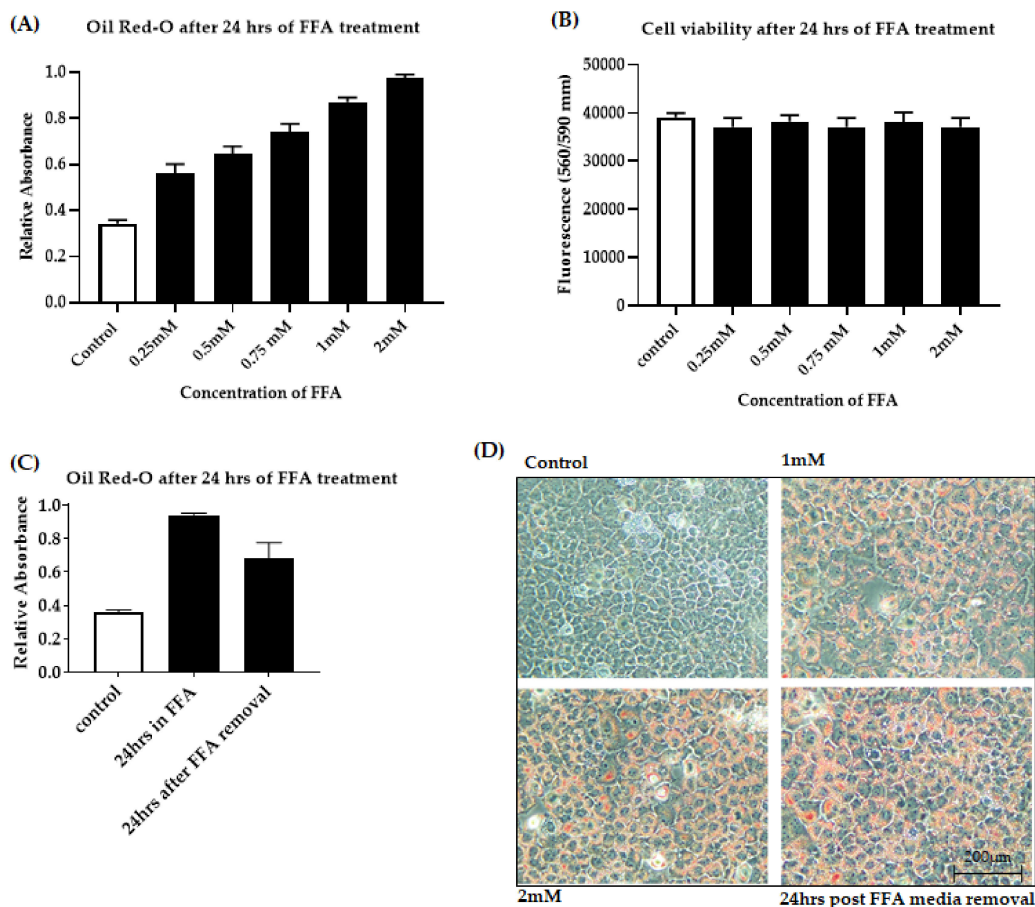 (A)
Oil Red-O after 24 hrs of FFA treatment
Relative Absorbance
1.0
0.8
0.6
0.4
0.2
0.0
Control
0.25mM
0.5mM
0.75 mM
1mM
2mM
Concentration of FFA
(B)
Cell viability after 24 hrs of FFA treatment
Fluorescence (560/590 mm)
50000
40000
30000
20000
10000
0
control
0.25mM
0.5mM
0.75 mM
1mM
2mM
Concentration of FFA
(C)
Oil Red-O after 24 hrs of FFA treatment
Relative Absorbance
1.0
0.8
0.6
0.4
0.2
0.0
control
24hrs in FFA
24hrs after FFA removal
(D)
Control
1mM
2mM
24hrs post FFA media removal
200µm